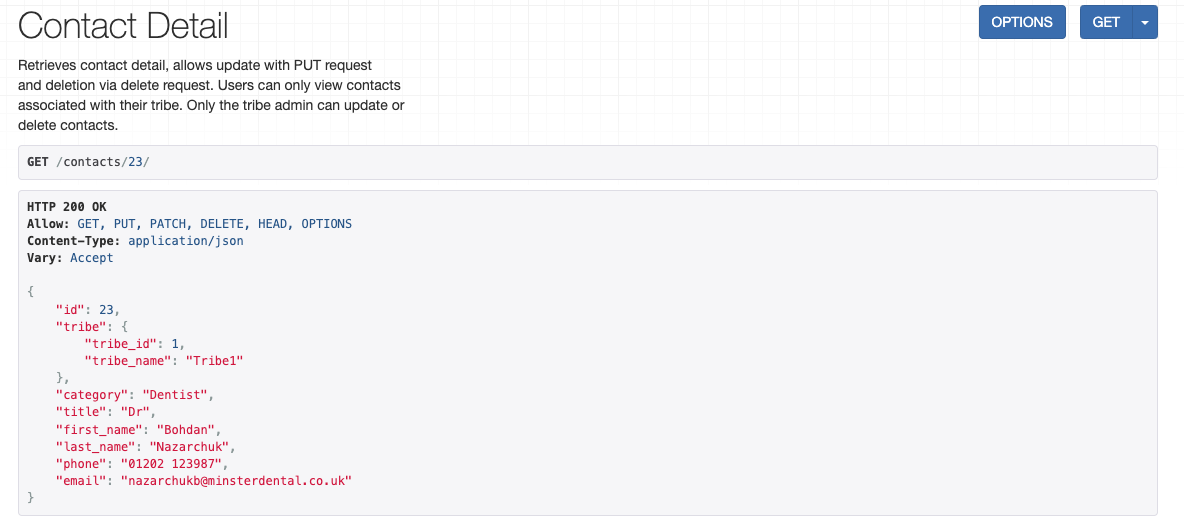 Contact Detail
OPTIONS
GET
Retrieves contact detail, allows update with PUT request
and deletion via delete request. Users can only view contacts
associated with their tribe. Only the tribe admin can update or
delete contacts.
GET /contacts/23/
HTTP 200 OK
Allow: GET, PUT, PATCH, DELETE, HEAD, OPTIONS
Content-Type: application/json
Vary: Accept
{
    "id": 23,
    "tribe": {
        "tribe_id": 1,
        "tribe_name": "Tribe1"
    },
    "category": "Dentist",
    "title": "Dr",
    "first_name": "Bohdan",
    "last_name": "Nazarchuk",
    "phone": "01202 123987",
    "email": "nazarchukb@minsterdental.co.uk"
}